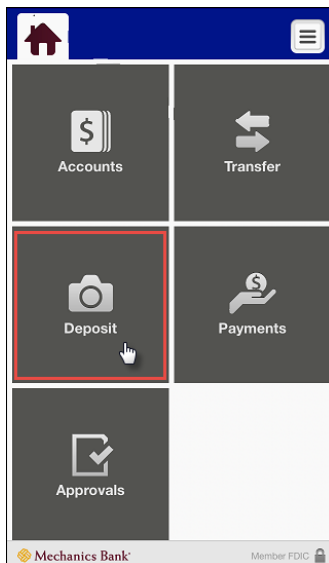 Accounts
Transfer
Deposit
Payments
Approvals
Mechanics Bank®
Member FDIC